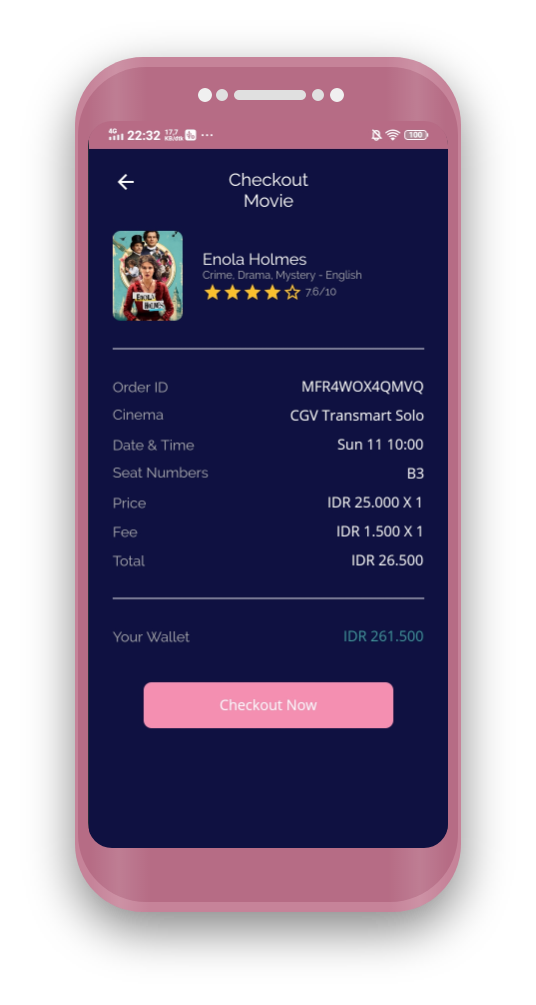 4G 22:32 17,7 KB/en ...
100
Checkout
Movie
ENOLA
HOLMES
Enola Holmes
Crime, Drama, Mystery - English
7.6/10
Order ID MFR4WOX4QMVQ
Cinema CGV Transmart Solo
Date & Time Sun 11 10:00
Seat Numbers B3
Price IDR 25.000 X 1
Fee IDR 1.500 X 1
Total IDR 26.500
Your Wallet IDR 261.500
Checkout Now